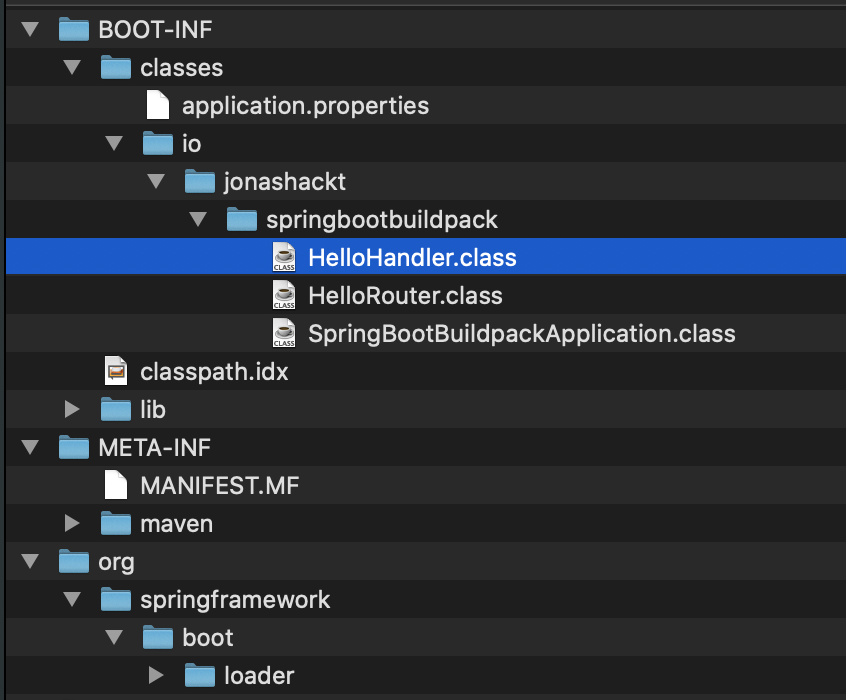 BOOT-INF
classes
application.properties
io
jonashackt
springbootbuildpack
CLASS HelloHandler.class
CLASS HelloRouter.class
CLASS SpringBootBuildpackApplication.class
classpath.idx
lib
META-INF
MANIFEST.MF
maven
org
springframework
boot
loader